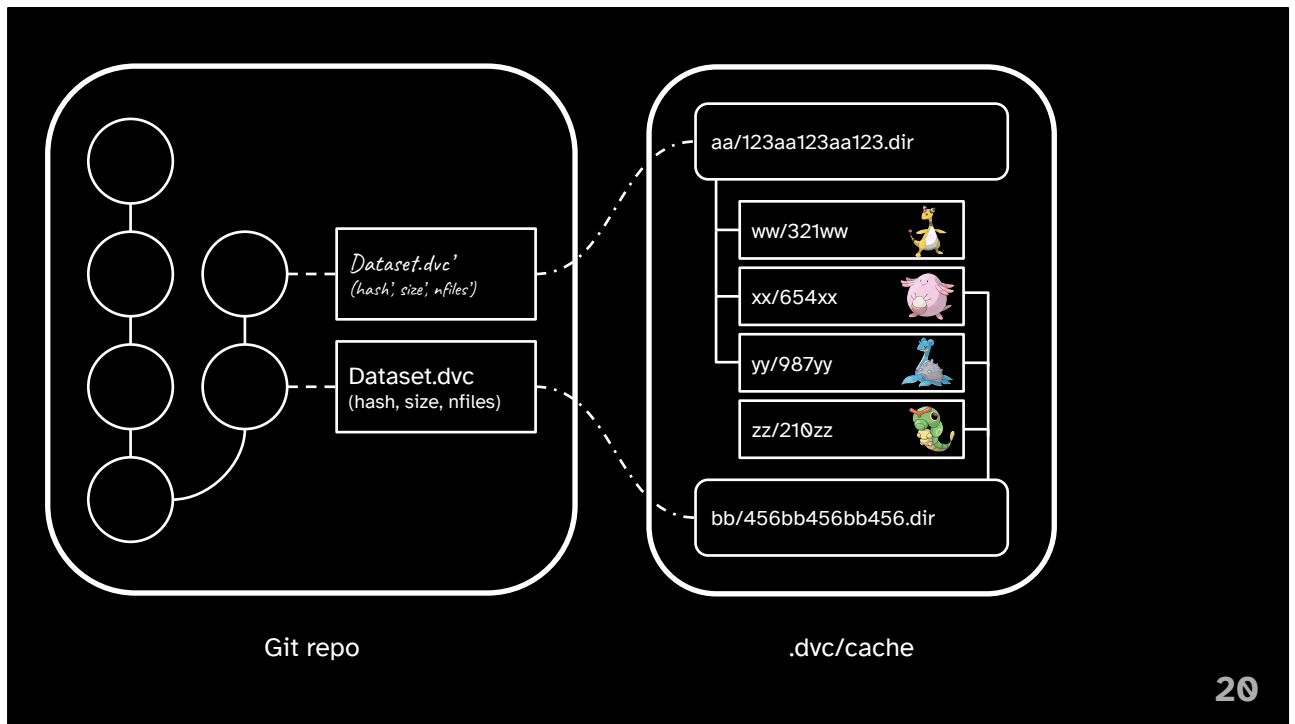 Dataset.dvc’
(hash’, size’, nfiles’)
Dataset.dvc
(hash, size, nfiles)
Git repo
aa/123aa123aa123.dir
ww/321ww
xx/654xx
yy/987yy
zz/210zz
bb/456bb456bb456.dir
.dvc/cache
20